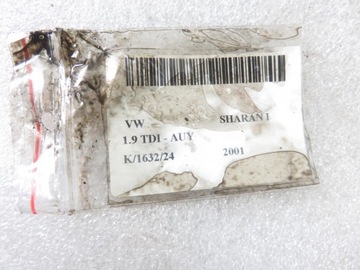 VW SHARAN I
1.9 TDI - AUY
K/1632/24 2001